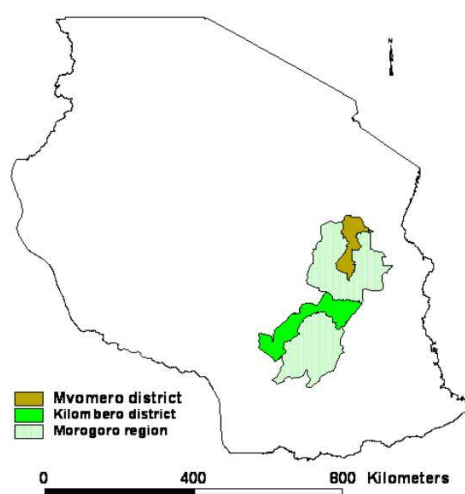 N
Mvomero district
Kilombero district
Morogoro region
0 400 800 Kilometers